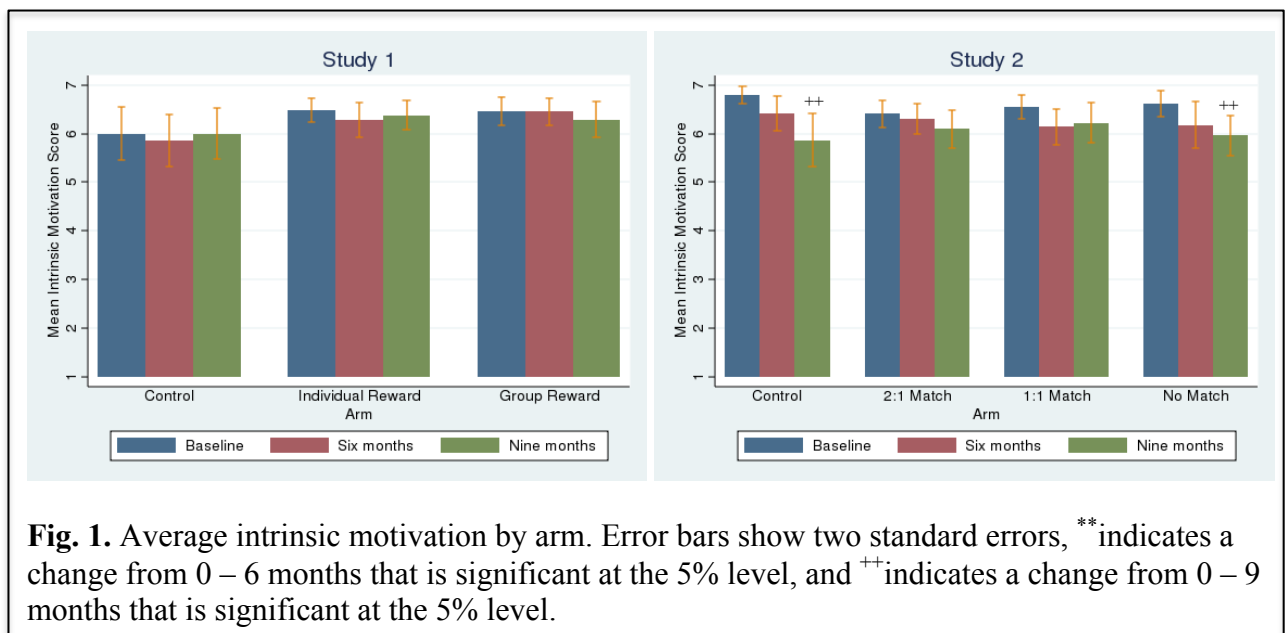 Study 1
Mean Intrinsic Motivation Score
7
6
5
4
3
2
1
Control Individual Reward Group Reward
Arm
Baseline Six months Nine months
Study 2
Mean Intrinsic Motivation Score
7
6
5
4
3
2
1
++ ++
Control 2:1 Match 1:1 Match No Match
Arm
Baseline Six months Nine months
Fig. 1. Average intrinsic motivation by arm. Error bars show two standard errors, **indicates a
change from 0 – 6 months that is significant at the 5% level, and ++indicates a change from 0 – 9
months that is significant at the 5% level.